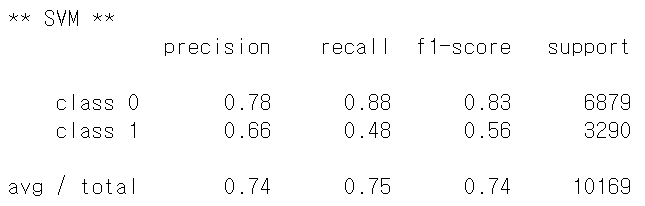 ** SVM **
precision recall f1-score support
class 0 0.78 0.88 0.83 6879
class 1 0.66 0.48 0.56 3290
avg / total 0.74 0.75 0.74 10169